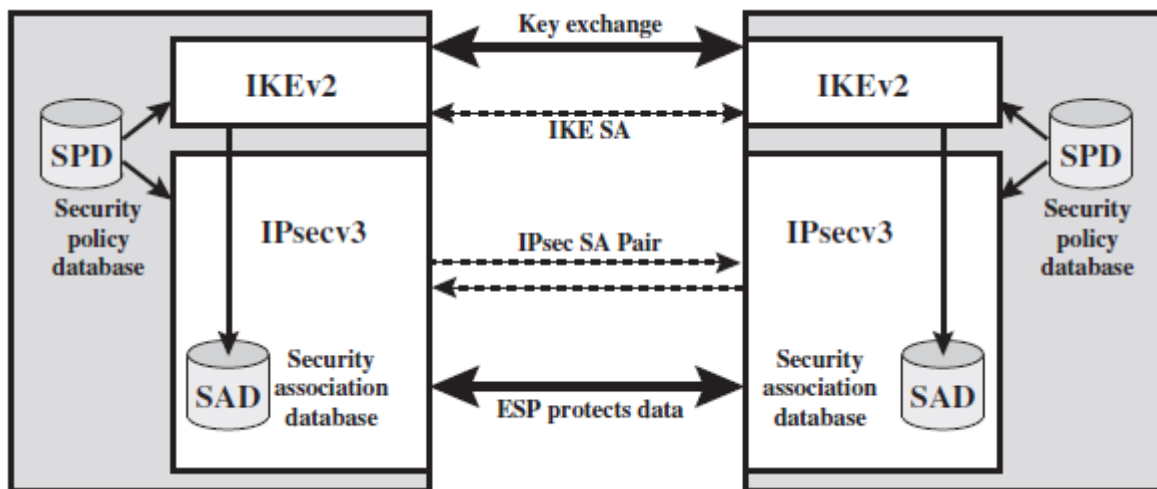 Key exchange
IKEv2
IKEv2
IKE SA
SPD
SPD
Security
policy
database
Security
policy
database
IPsecv3
IPsecv3
IPsec SA Pair
SAD
Security
association
database
Security
association
database
SAD
ESP protects data